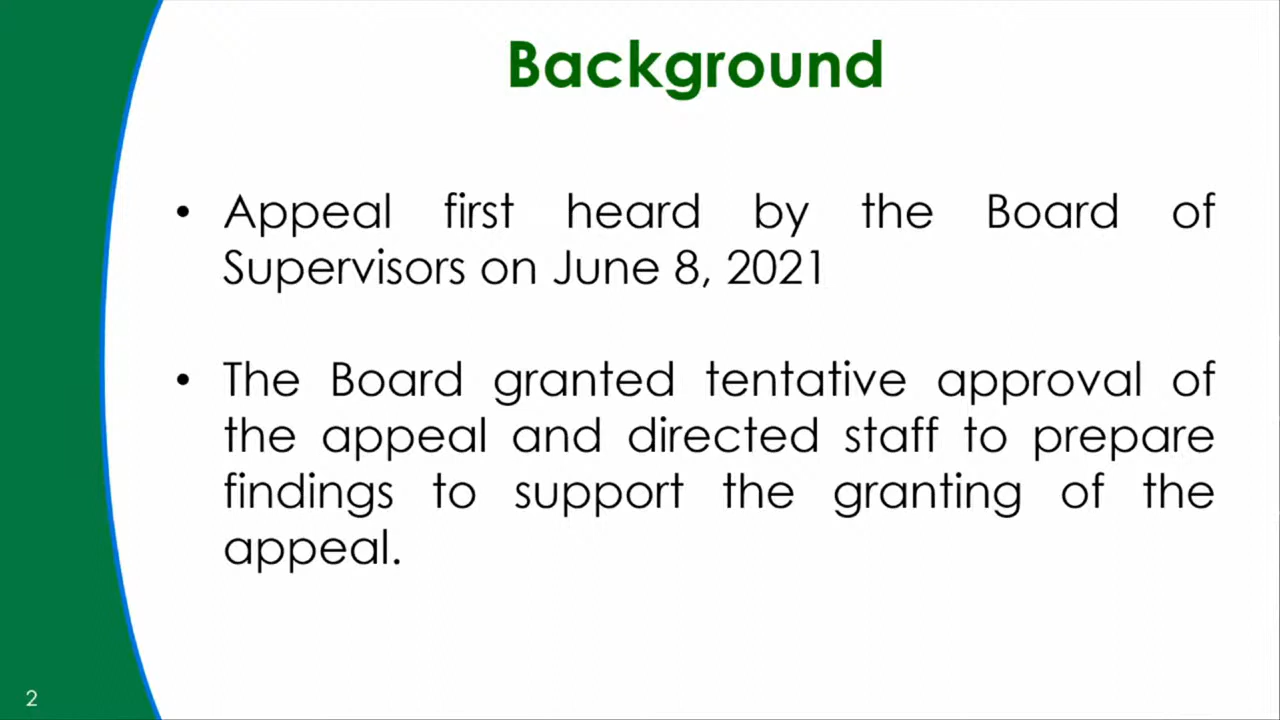 Background
• Appeal first heard by the Board of
Supervisors on June 8, 2021
• The Board granted tentative approval of
the appeal and directed staff to prepare
findings to support the granting of the
appeal.
2